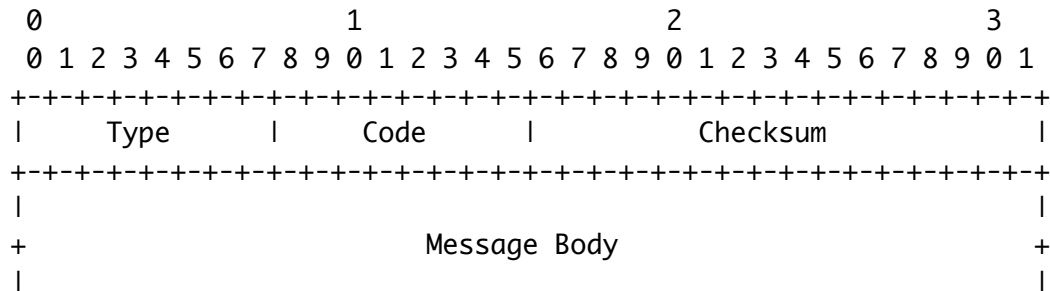 0                   1                   2                   3
 0 1 2 3 4 5 6 7 8 9 0 1 2 3 4 5 6 7 8 9 0 1 2 3 4 5 6 7 8 9 0 1
+-+-+-+-+-+-+-+-+-+-+-+-+-+-+-+-+-+-+-+-+-+-+-+-+-+-+-+-+-+-+-+-+
|     Type      |     Code      |          Checksum             |
+-+-+-+-+-+-+-+-+-+-+-+-+-+-+-+-+-+-+-+-+-+-+-+-+-+-+-+-+-+-+-+-+
|                                                               |
+                         Message Body                          +
|                                                               |